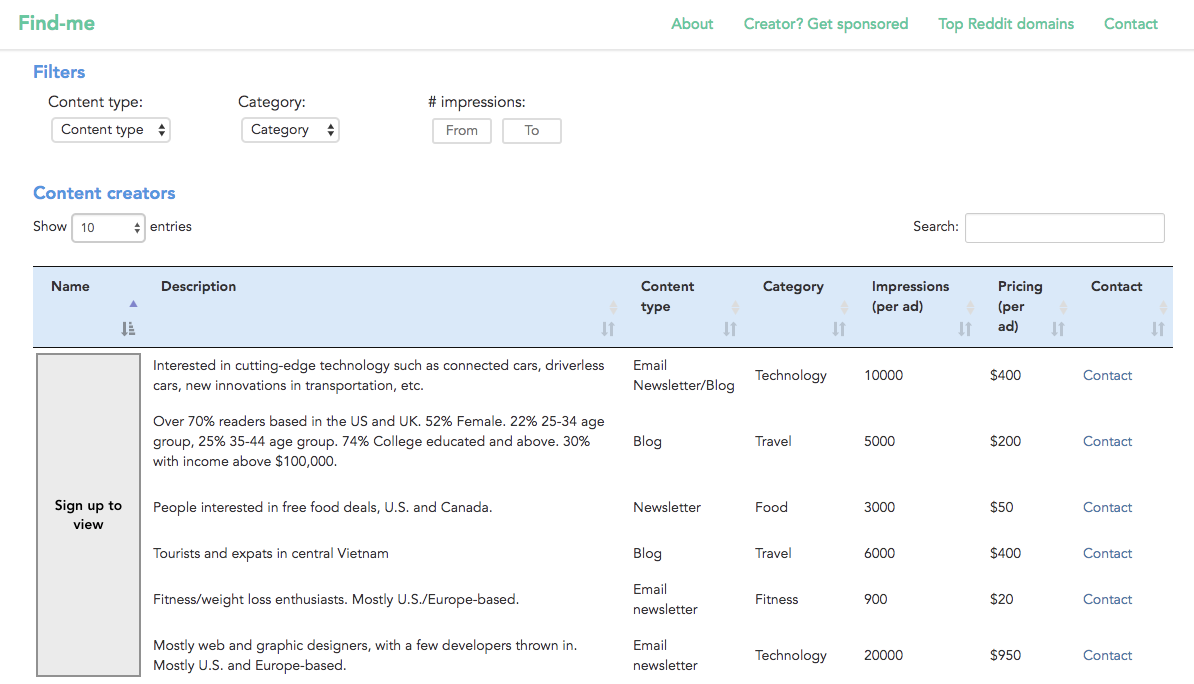 Find-me
About Creator? Get sponsored Top Reddit domains Contact
Filters
Content type: Category: # impressions:
Content type Category From To
Content creators
Show 10 entries Search:
Name Description Content type Category Impressions (per ad) Pricing (per ad) Contact
Sign up to view
Interested in cutting-edge technology such as connected cars, driverless
cars, new innovations in transportation, etc.
Email
Newsletter/Blog
Technology 10000 $400 Contact
Over 70% readers based in the US and UK. 52% Female. 22% 25-34 age
group, 25% 35-44 age group. 74% College educated and above. 30%
with income above $100,000.
Blog Travel 5000 $200 Contact
People interested in free food deals, U.S. and Canada. Newsletter Food 3000 $50 Contact
Tourists and expats in central Vietnam Blog Travel 6000 $400 Contact
Fitness/weight loss enthusiasts. Mostly U.S./Europe-based.
Email
newsletter
Fitness 900 $20 Contact
Mostly web and graphic designers, with a few developers thrown in.
Mostly U.S. and Europe-based.
Email
newsletter
Technology 20000 $950 Contact